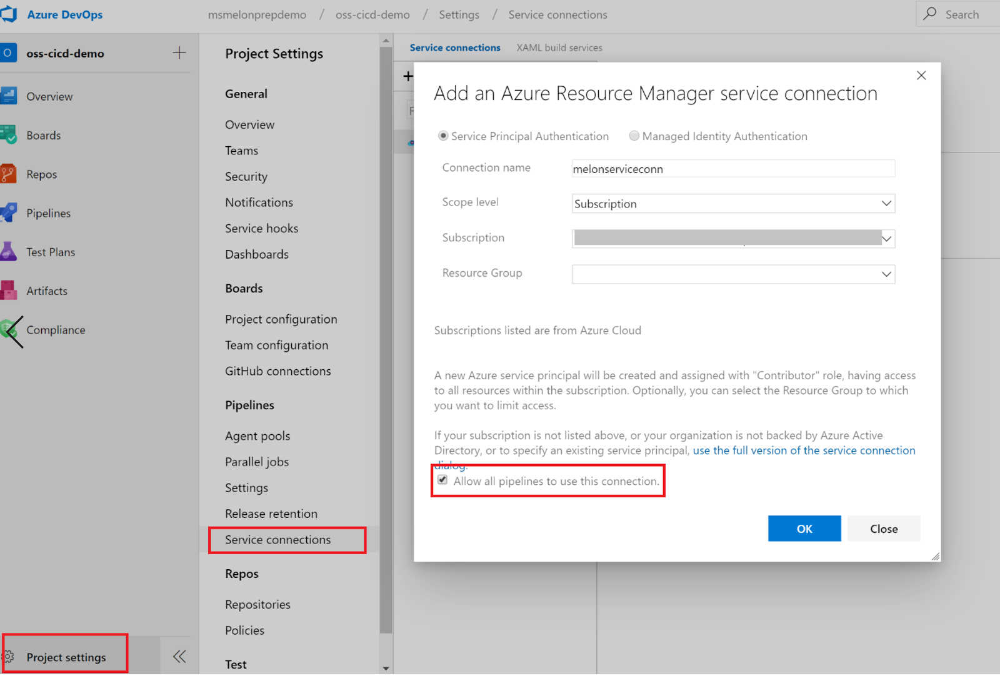 Azure DevOps
msmelonprepdemo / oss-cicd-demo / Settings / Service connections
Search
O
oss-cicd-demo
Overview
Boards
Repos
Pipelines
Test Plans
Artifacts
Compliance
Project settings
Project Settings
General
Overview
Teams
Security
Notifications
Service hooks
Dashboards
Boards
Project configuration
Team configuration
GitHub connections
Pipelines
Agent pools
Parallel jobs
Settings
Release retention
Service connections
Repos
Repositories
Policies
Test
Service connections XAML build services
+
F
Add an Azure Resource Manager service connection
Service Principal Authentication Managed Identity Authentication
Connection name melonserviceconn
Scope level Subscription
Subscription
Resource Group
Subscriptions listed are from Azure Cloud
A new Azure service principal will be created and assigned with "Contributor" role, having access
to all resources within the subscription. Optionally, you can select the Resource Group to which
you want to limit access.
If your subscription is not listed above, or your organization is not backed by Azure Active
Directory, or to specify an existing service principal, use the full version of the service connection
dialog.
Allow all pipelines to use this connection.
OK Close